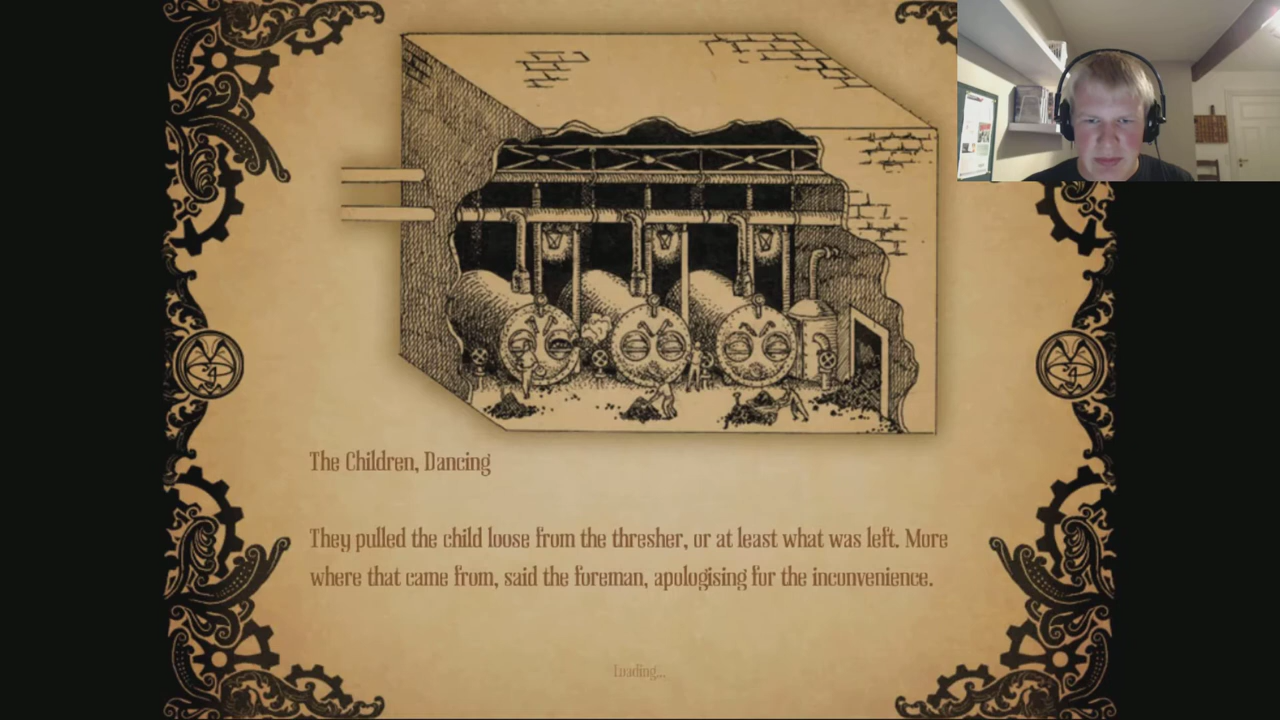 The Children, Dancing
They pulled the child loose from the thresher, or at least what was left. More
where that came from, said the foreman, apologising for the inconvenience.
Loading...